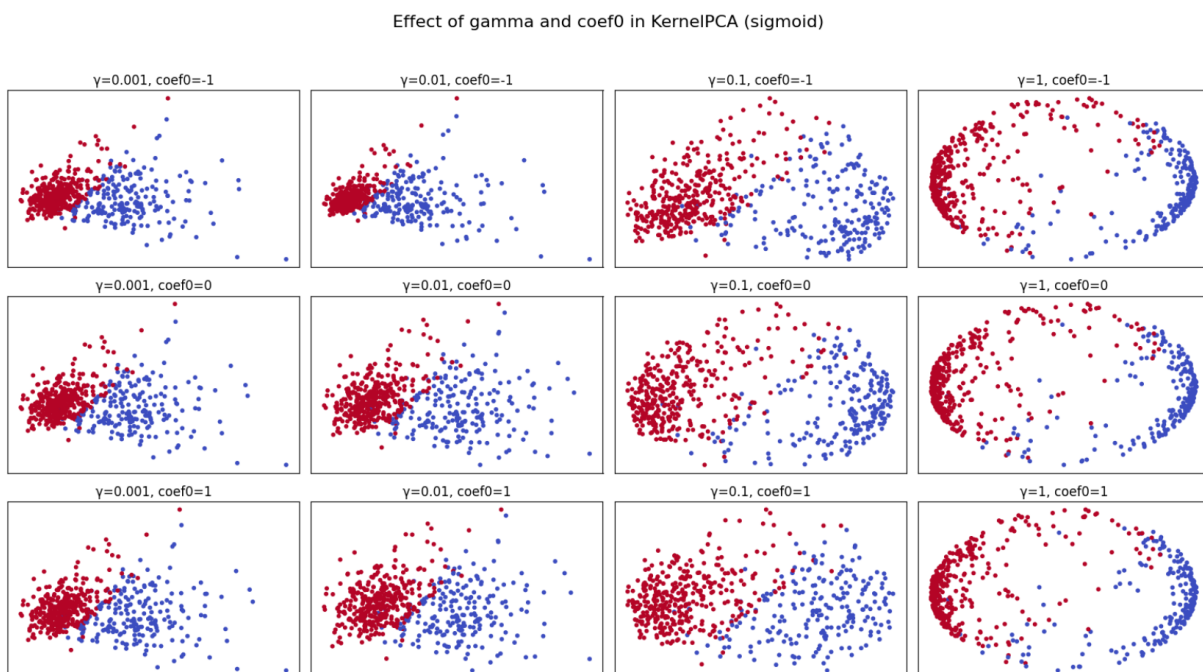 Effect of gamma and coef0 in KernelPCA (sigmoid)
γ=0.001, coef0=-1
γ=0.01, coef0=-1
γ=0.1, coef0=-1
γ=1, coef0=-1
γ=0.001, coef0=0
γ=0.01, coef0=0
γ=0.1, coef0=0
γ=1, coef0=0
γ=0.001, coef0=1
γ=0.01, coef0=1
γ=0.1, coef0=1
γ=1, coef0=1